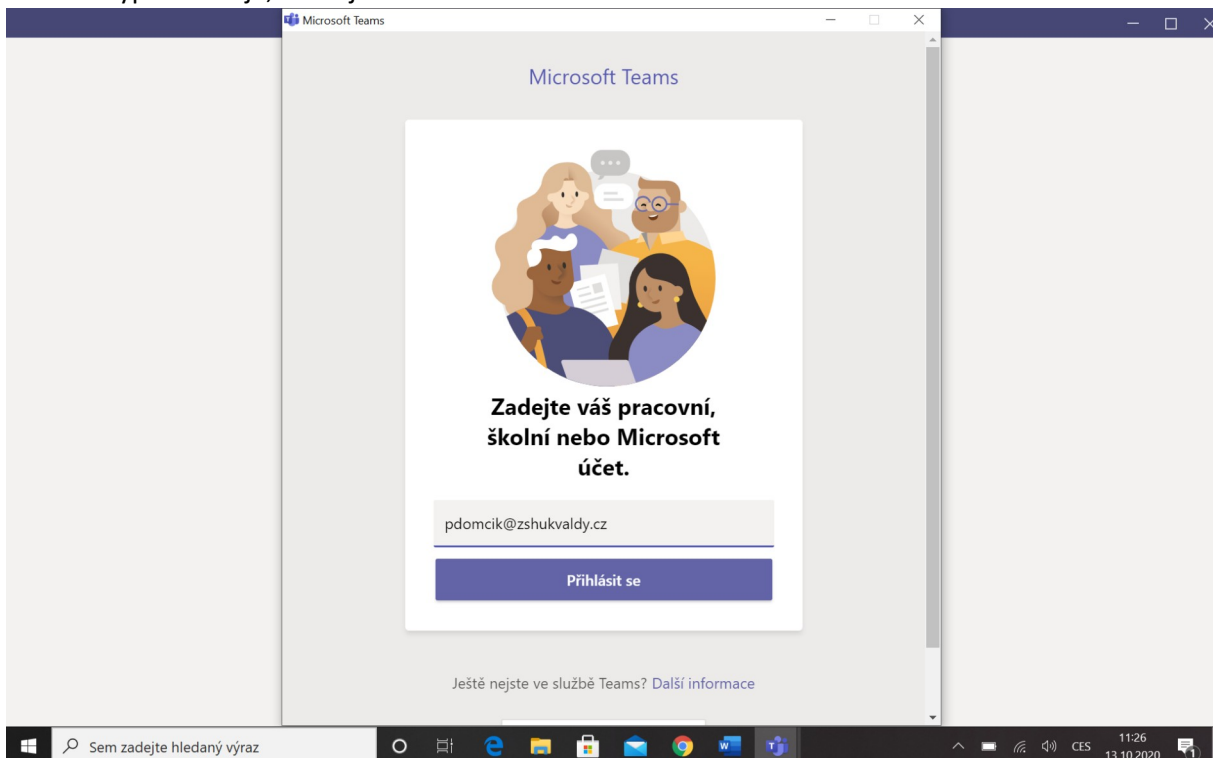 Microsoft Teams
Microsoft Teams
Zadejte váš pracovní,
školní nebo Microsoft
účet.
pdomcik@zshukvaldy.cz
Přihlásit se
Ještě nejste ve službě Teams? Další informace
Sem zadejte hledaný výraz
CES
11:26
13.10.2020